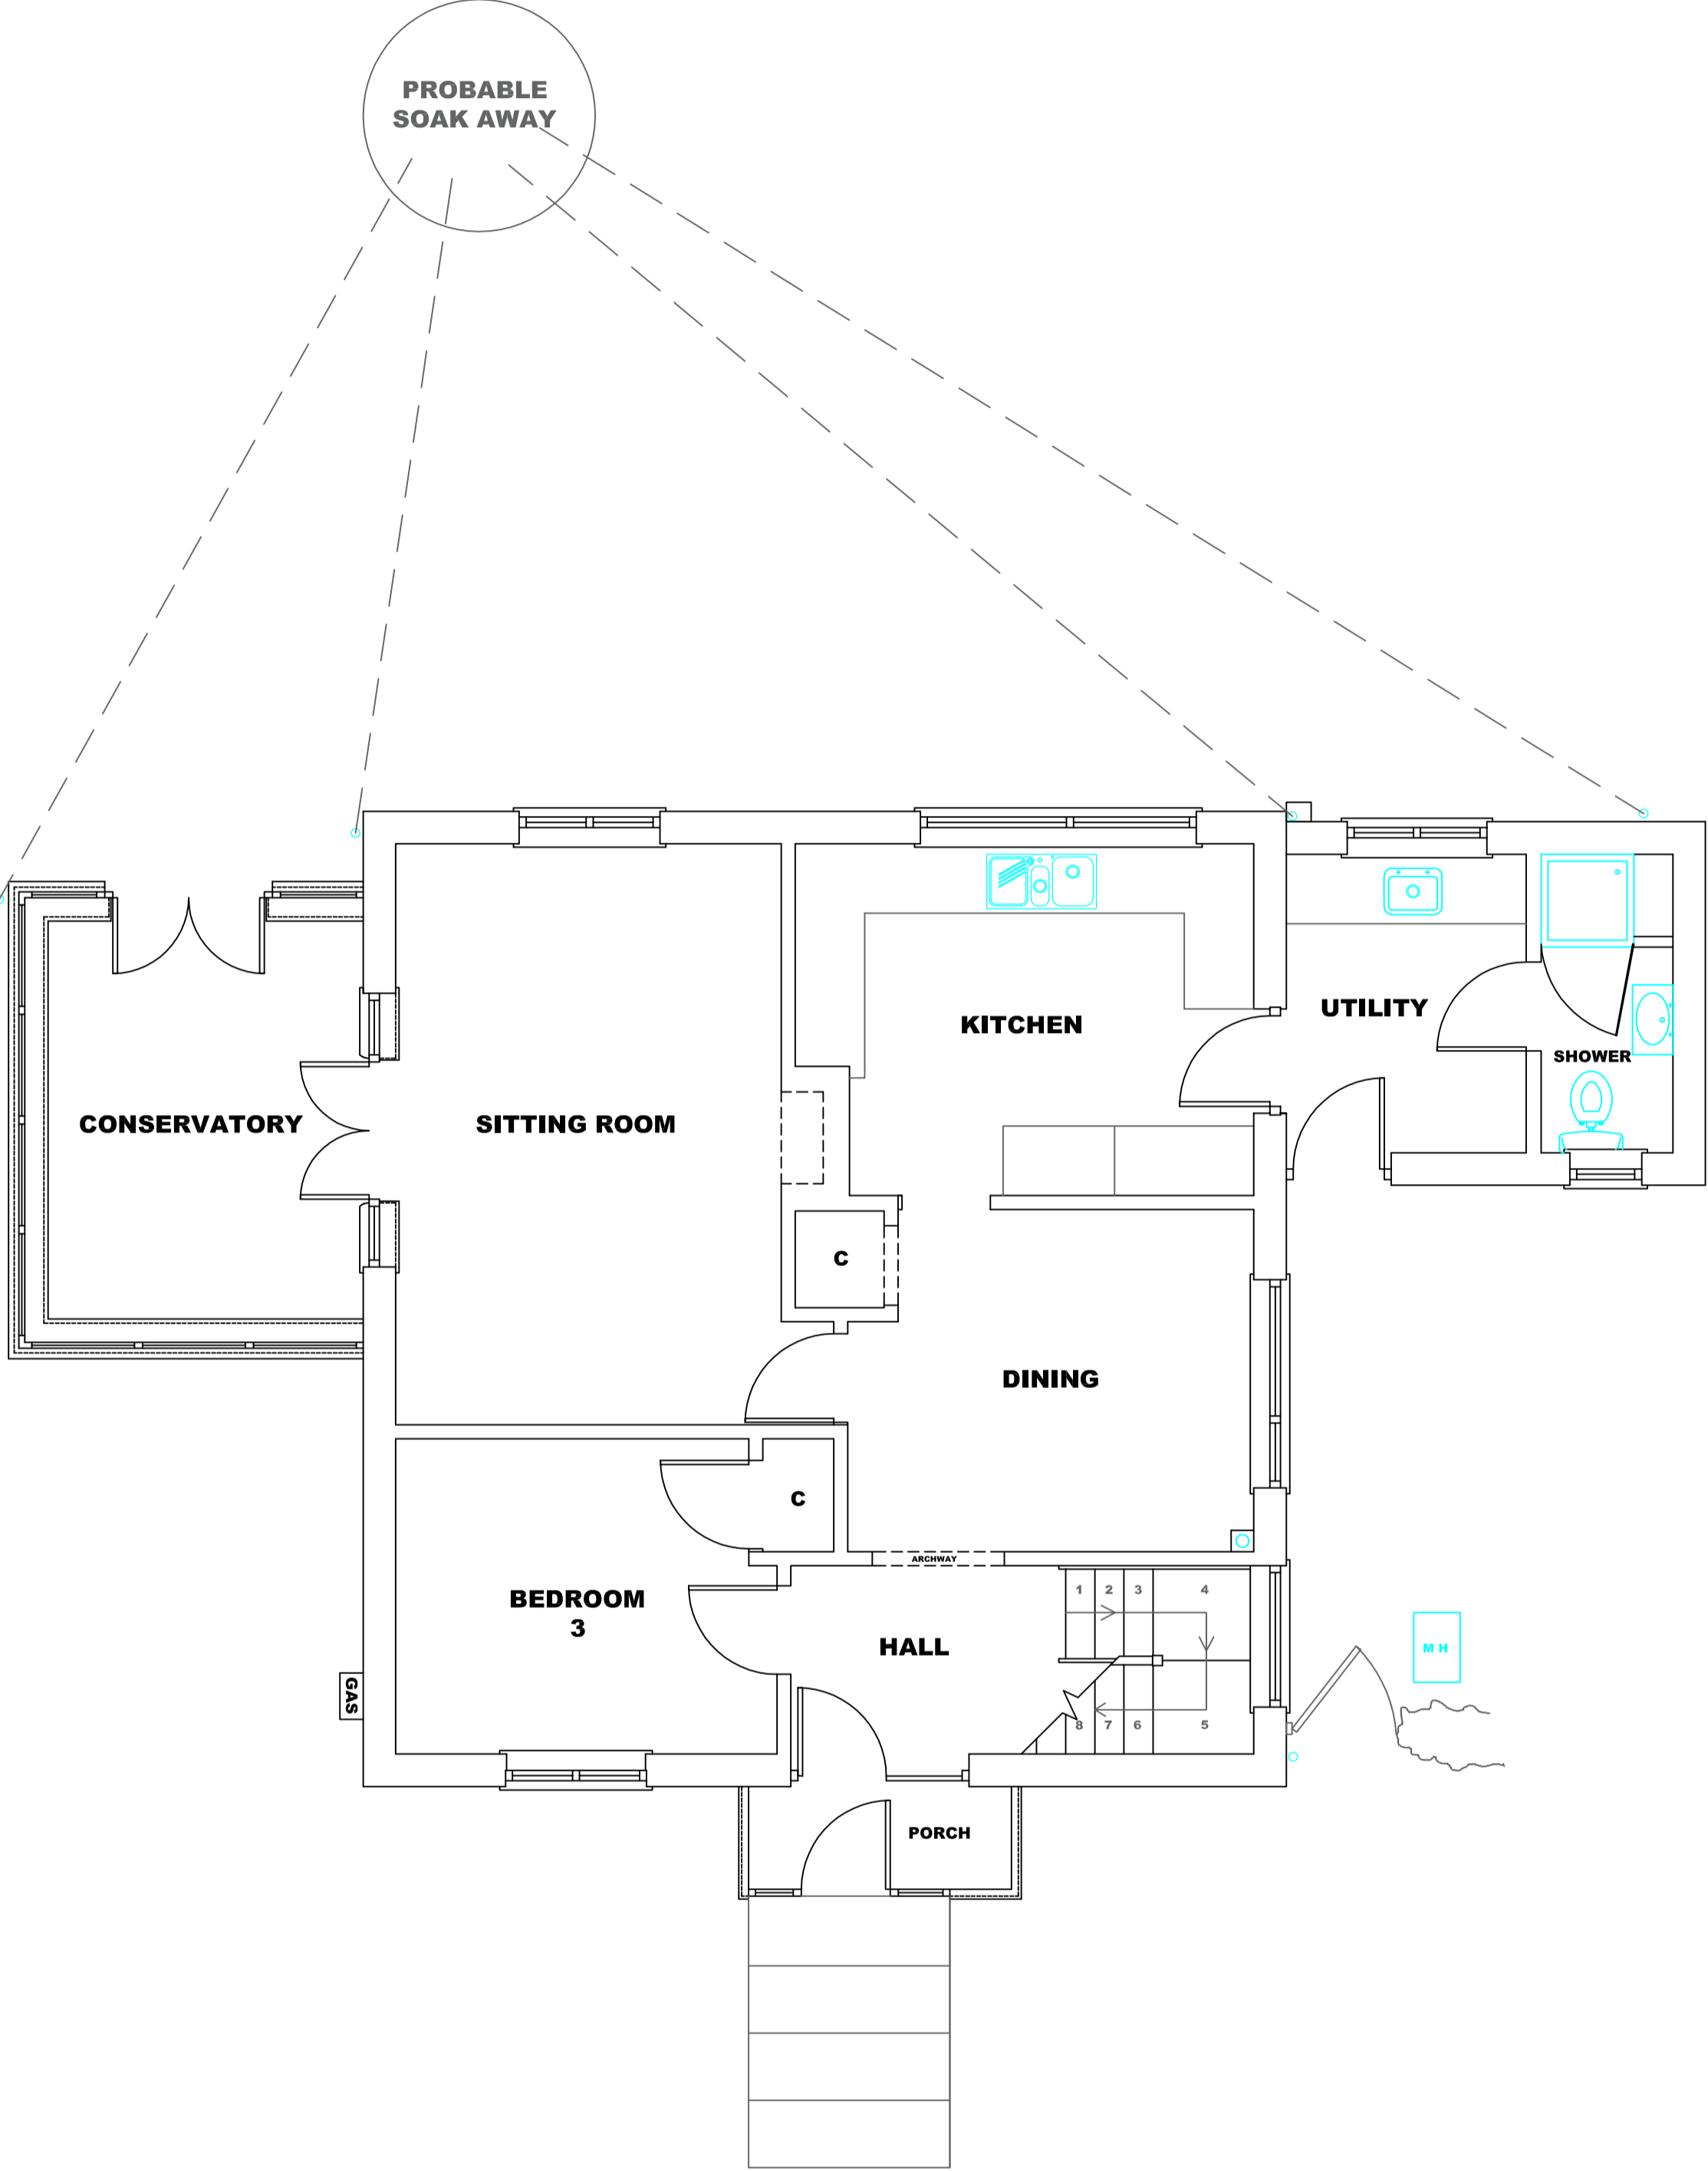 PROBABLE
SOAK AWAY
KITCHEN
UTILITY
SHOWER
CONSERVATORY
SITTING ROOM
C
DINING
C
ARCHWAY
BEDROOM
3
HALL
1 2 3 4
8 7 6 5
M H
GAS
PORCH